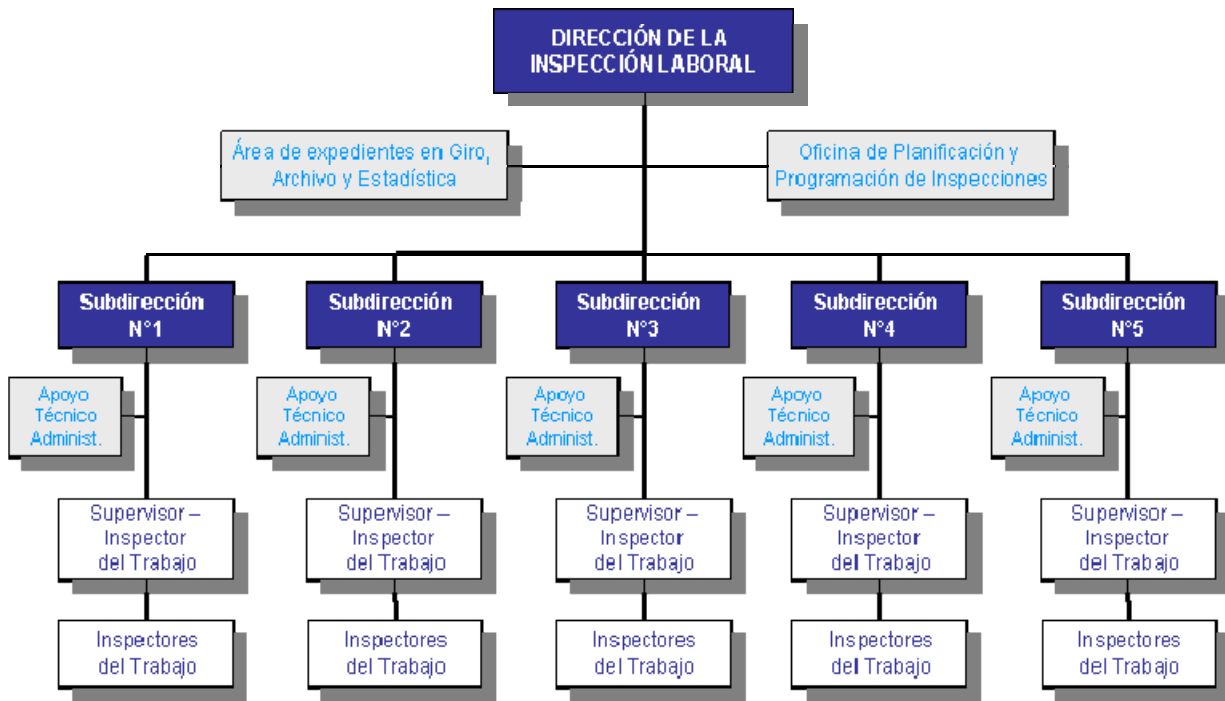 DIRECCIÓN DE LA
INSPECCIÓN LABORAL
Área de expedientes en Giro,
Archivo y Estadística
Oficina de Planificación y
Programación de Inspecciones
Subdirección
N°1
Subdirección
N°2
Subdirección
N°3
Subdirección
N°4
Subdirección
N°5
Apoyo
Técnico
Administ.
Apoyo
Técnico
Administ.
Apoyo
Técnico
Administ.
Apoyo
Técnico
Administ.
Apoyo
Técnico
Administ.
Supervisor –
Inspector
del Trabajo
Supervisor –
Inspector
del Trabajo
Supervisor –
Inspector
del Trabajo
Supervisor –
Inspector
del Trabajo
Supervisor –
Inspector
del Trabajo
Inspectores
del Trabajo
Inspectores
del Trabajo
Inspectores
del Trabajo
Inspectores
del Trabajo
Inspectores
del Trabajo